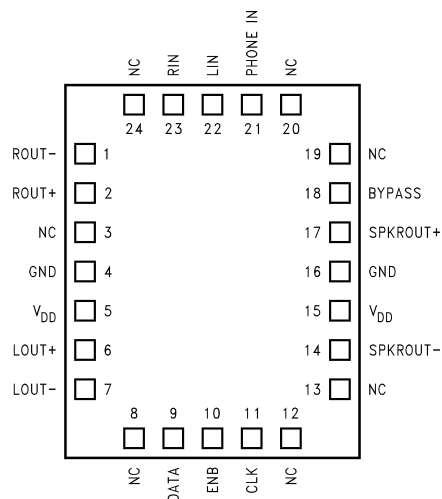 NC RIN LIN PHONE IN NC
24 23 22 21 20
ROUT- 1 19 NC
ROUT+ 2 18 BYPASS
NC 3 17 SPKROUT+
GND 4 16 GND
VDD 5 15 VDD
LOUT+ 6 14 SPKROUT-
LOUT- 7 13 NC
8 9 10 11 12
NC DATA ENB CLK NC